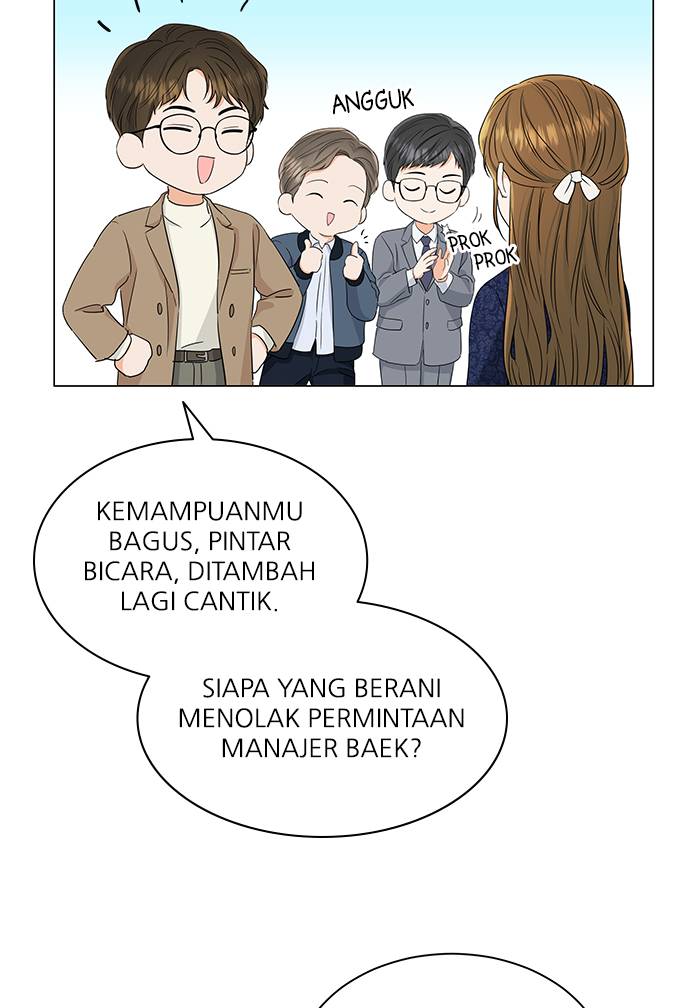 ANGGUK
PROK
PROK
KEMAMPUANMU
BAGUS, PINTAR
BICARA, DITAMBAH
LAGI CANTIK.
SIAPA YANG BERANI
MENOLAK PERMINTAAN
MANAJER BAEK?